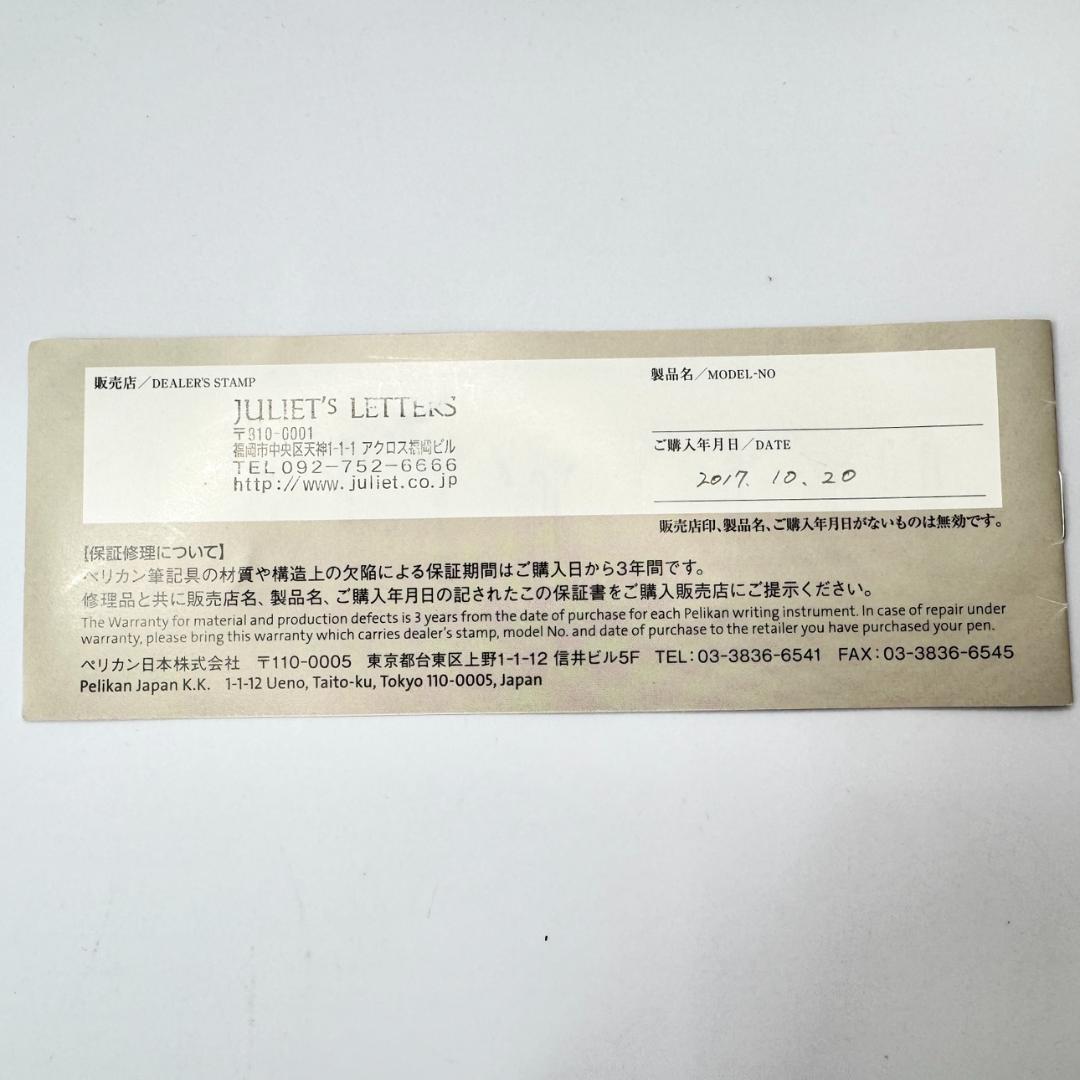 販売店/DEALER'S STAMP
JULIET'S LETTERS
〒810-0001
福岡市中央区天神1-1-1 アクロス福岡ビル
TEL 092-752-6666
http://www.juliet.co.jp
製品名/MODEL-NO
ご購入年月日/DATE
2017. 10. 20
販売店印、製品名、ご購入年月日がないものは無効です。
【保証修理について】
ペリカン筆記具の材質や構造上の欠陥による保証期間はご購入日から3年間です。
修理品と共に販売店名、製品名、ご購入年月日の記されたこの保証書をご購入販売店にご提示ください。
The Warranty for material and production defects is 3 years from the date of purchase for each Pelikan writing instrument. In case of repair under
warranty, please bring this warranty which carries dealer's stamp, model No. and date of purchase to the retailer you have purchased your pen.
ペリカン日本株式会社 〒110-0005 東京都台東区上野1-1-12 信井ビル5F TEL:03-3836-6541 FAX:03-3836-6545
Pelikan Japan K.K. 1-1-12 Ueno, Taito-ku, Tokyo 110-0005, Japan